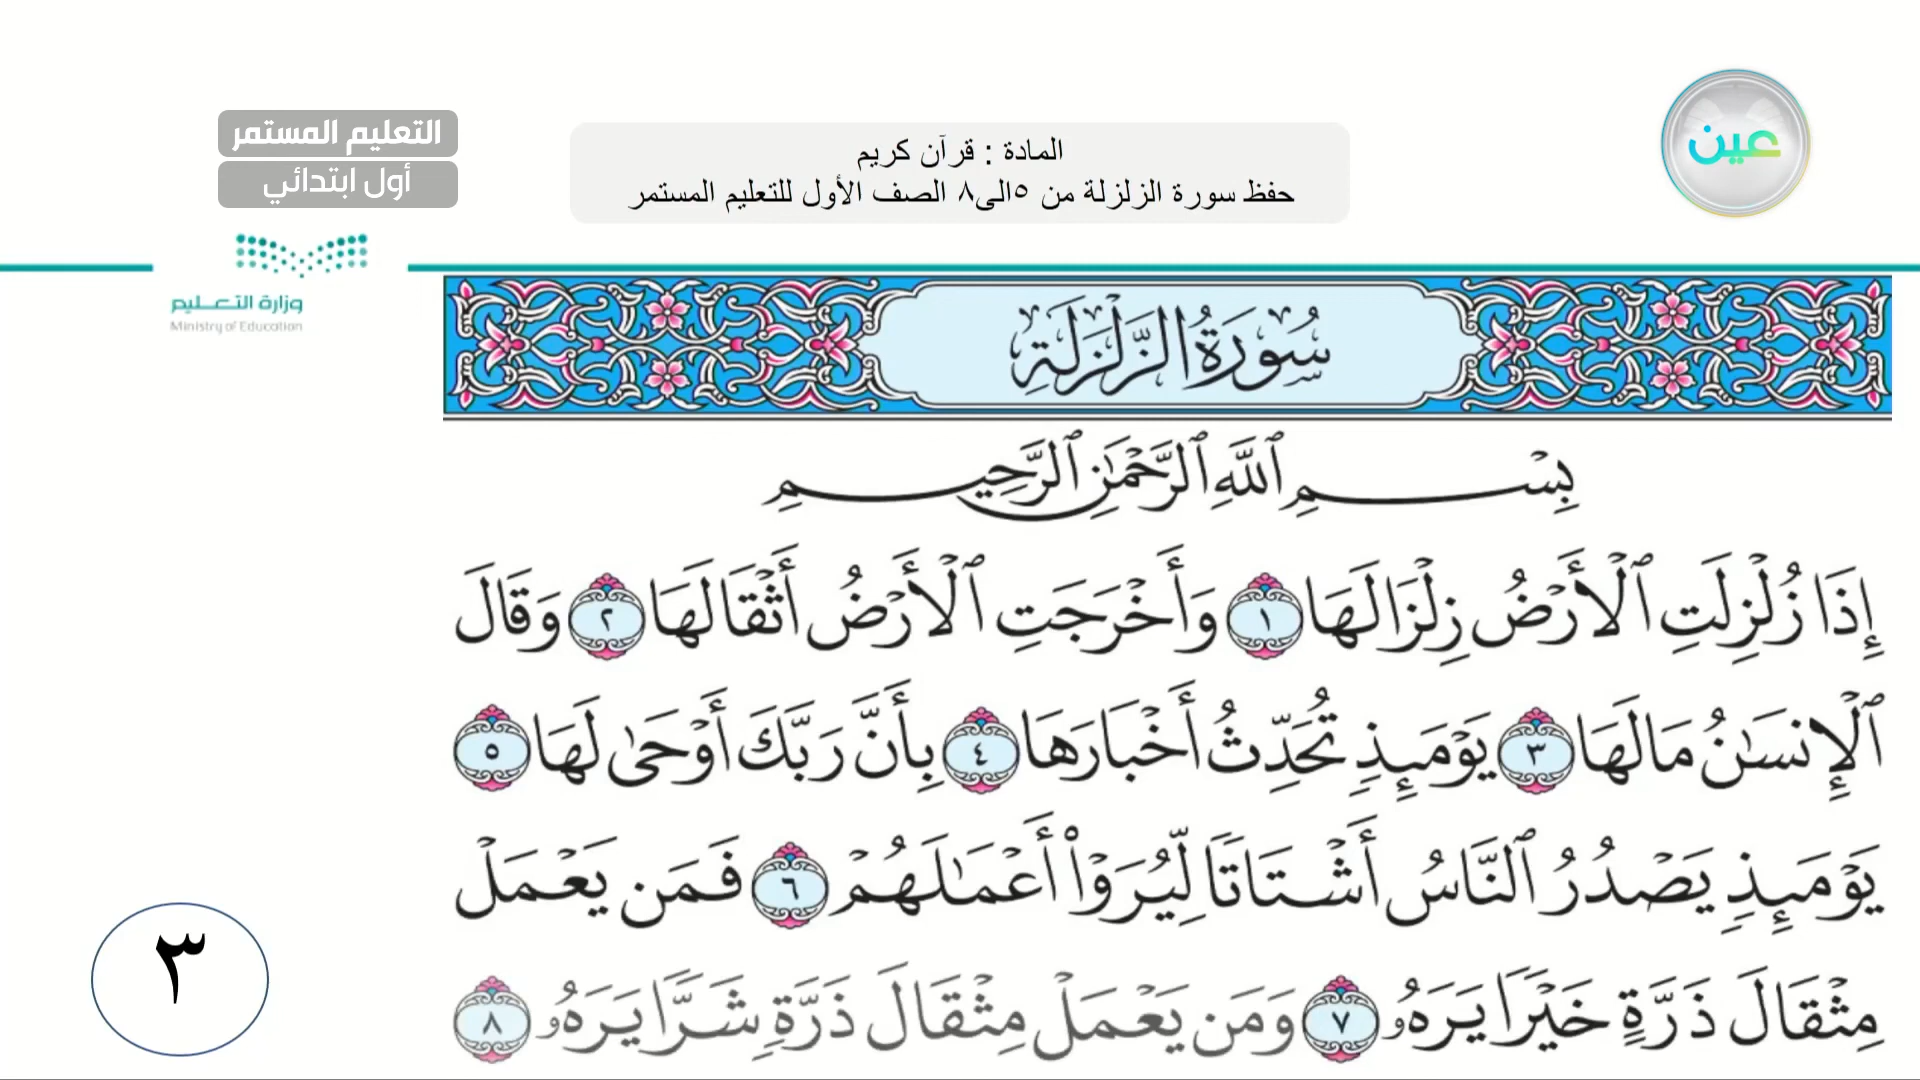 عين
التعليم المستمر
أول ابتدائي
المادة : قرآن كريم
حفظ سورة الزلزلة من ٥الى٨ الصف الأول للتعليم المستمر
وزارة التعـليم
Ministry of Education
سُورَةُ الزَّلْزَلَةِ
بِسْمِ ٱللَّهِ ٱلرَّحْمَٰنِ ٱلرَّحِيمِ
إِذَا زُلْزِلَتِ ٱلْأَرْضُ زِلْزَالَهَا ١ وَأَخْرَجَتِ ٱلْأَرْضُ أَثْقَالَهَا ٢ وَقَالَ
ٱلْإِنسَٰنُ مَا لَهَا ٣ يَوْمَئِذٍ تُحَدِّثُ أَخْبَارَهَا ٤ بِأَنَّ رَبَّكَ أَوْحَىٰ لَهَا ٥
يَوْمَئِذٍ يَصْدُرُ ٱلنَّاسُ أَشْتَاتًا لِّيُرَوْا۟ أَعْمَٰلَهُمْ ٦ فَمَن يَعْمَلْ
مِثْقَالَ ذَرَّةٍ خَيْرًا يَرَهُۥ ٧ وَمَن يَعْمَلْ مِثْقَالَ ذَرَّةٍ شَرًّا يَرَهُۥ ٨
٣